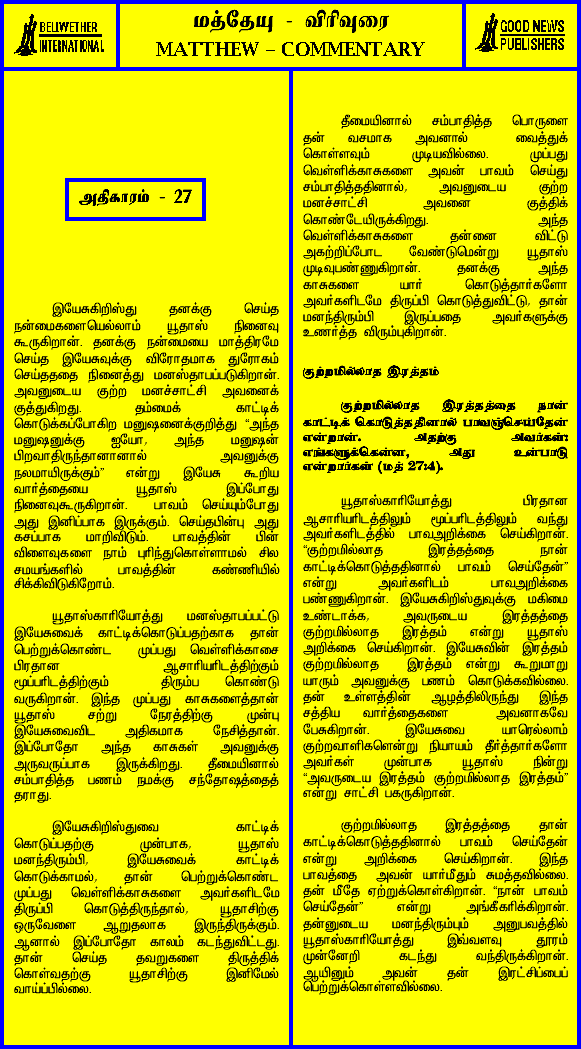 BELIWETHER
INTERNATIONAL
மத்தேயு - விரிவுரை
MATTHEW – COMMENTARY
GOOD NEWS
PUBLISHERS
அதிகாரம் - 27
இயேசுகிறிஸ்து தனக்கு செய்த
நன்மைகளையெல்லாம் யூதாஸ் நினைவு
கூருகிறான். தனக்கு நன்மையை மாத்திரமே
செய்த இயேசுவுக்கு விரோதமாக துரோகம்
செய்ததை நினைத்து மனஸ்தாபப்படுகிறான்.
அவனுடைய குற்ற மனச்சாட்சி அவனைக்
குத்துகிறது. தம்மைக் காட்டிக்
கொடுக்கப்போகிற மனுஷனைக்குறித்து “அந்த
மனுஷனுக்கு ஐயோ, அந்த மனுஷன்
பிறவாதிருந்தானானால் அவனுக்கு
நலமாயிருக்கும்” என்று இயேசு கூறிய
வார்த்தையை யூதாஸ் இப்போது
நினைவுகூருகிறான். பாவம் செய்யும்போது
அது இனிப்பாக இருக்கும். செய்தபின்பு அது
கசப்பாக மாறிவிடும். பாவத்தின் பின்
விளைவுகளை நாம் புரிந்துகொள்ளாமல் சில
சமயங்களில் பாவத்தின் கண்ணியில்
சிக்கிவிடுகிறோம்.
யூதாஸ்காரியோத்து மனஸ்தாபப்பட்டு
இயேசுவைக் காட்டிக்கொடுப்பதற்காக தான்
பெற்றுக்கொண்ட முப்பது வெள்ளிக்காசை
பிரதான ஆசாரியரிடத்திற்கும்
மூப்பரிடத்திற்கும் திரும்ப கொண்டு
வருகிறான். இந்த முப்பது காசுகளைத்தான்
யூதாஸ் சற்று நேரத்திற்கு முன்பு
இயேசுவைவிட அதிகமாக நேசித்தான்.
இப்போதோ அந்த காசுகள் அவனுக்கு
அருவருப்பாக இருக்கிறது. தீமையினால்
சம்பாதித்த பணம் நமக்கு சந்தோஷத்தைத்
தராது.
இயேசுகிறிஸ்துவை காட்டிக்
கொடுப்பதற்கு முன்பாக, யூதாஸ்
மனந்திரும்பி, இயேசுவைக் காட்டிக்
கொடுக்காமல், தான் பெற்றுக்கொண்ட
முப்பது வெள்ளிக்காசுகளை அவர்களிடமே
திருப்பி கொடுத்திருந்தால், யூதாசிற்கு
ஒருவேளை ஆறுதலாக இருந்திருக்கும்.
ஆனால் இப்போதோ காலம் கடந்துவிட்டது.
தான் செய்த தவறுகளை திருத்திக்
கொள்வதற்கு யூதாசிற்கு இனிமேல்
வாய்ப்பில்லை.
தீமையினால் சம்பாதித்த பொருளை
தன் வசமாக அவனால் வைத்துக்
கொள்ளவும் முடியவில்லை. முப்பது
வெள்ளிக்காசுகளை அவன் பாவம் செய்து
சம்பாதித்ததினால், அவனுடைய குற்ற
மனச்சாட்சி அவனை குத்திக்
கொண்டேயிருக்கிறது. அந்த
வெள்ளிக்காசுகளை தன்னை விட்டு
அகற்றிப்போட வேண்டுமென்று யூதாஸ்
முடிவுபண்ணுகிறான். தனக்கு அந்த
காசுகளை யார் கொடுத்தார்களோ
அவர்களிடமே திருப்பி கொடுத்துவிட்டு, தான்
மனந்திரும்பி இருப்பதை அவர்களுக்கு
உணர்த்த விரும்புகிறான்.
குற்றமில்லாத இரத்தம்
குற்றமில்லாத இரத்தத்தை நான்
காட்டிக் கொடுத்ததினால் பாவஞ்செய்தேன்
என்றான். அதற்கு அவர்கள்:
எங்களுக்கென்ன, அது உன்பாடு
என்றார்கள் (மத் 27:4).
யூதாஸ்காரியோத்து பிரதான
ஆசாரியரிடத்திலும் மூப்பரிடத்திலும் வந்து
அவர்களிடத்தில் பாவஅறிக்கை செய்கிறான்.
“குற்றமில்லாத இரத்தத்தை நான்
காட்டிக்கொடுத்ததினால் பாவம் செய்தேன்”
என்று அவர்களிடம் பாவஅறிக்கை
பண்ணுகிறான். இயேசுகிறிஸ்துவுக்கு மகிமை
உண்டாக்க, அவருடைய இரத்தத்தை
குற்றமில்லாத இரத்தம் என்று யூதாஸ்
அறிக்கை செய்கிறான். இயேசுவின் இரத்தம்
குற்றமில்லாத இரத்தம் என்று கூறுமாறு
யாரும் அவனுக்கு பணம் கொடுக்கவில்லை.
தன் உள்ளத்தின் ஆழத்திலிருந்து இந்த
சத்திய வார்த்தைகளை அவனாகவே
பேசுகிறான். இயேசுவை யாரெல்லாம்
குற்றவாளிகளென்று நியாயம் தீர்த்தார்களோ
அவர்கள் முன்பாக யூதாஸ் நின்று
“அவருடைய இரத்தம் குற்றமில்லாத இரத்தம்”
என்று சாட்சி பகருகிறான்.
குற்றமில்லாத இரத்தத்தை தான்
காட்டிக்கொடுத்ததினால் பாவம் செய்தேன்
என்று அறிக்கை செய்கிறான். இந்த
பாவத்தை அவன் யார்மீதும் சுமத்தவில்லை.
தன் மீதே ஏற்றுக்கொள்கிறான். “நான் பாவம்
செய்தேன்” என்று அங்கீகரிக்கிறான்.
தன்னுடைய மனந்திரும்பும் அனுபவத்தில்
யூதாஸ்காரியோத்து இவ்வளவு தூரம்
முன்னேறி கடந்து வந்திருக்கிறான்.
ஆயினும் அவன் தன் இரட்சிப்பைப்
பெற்றுக்கொள்ளவில்லை.